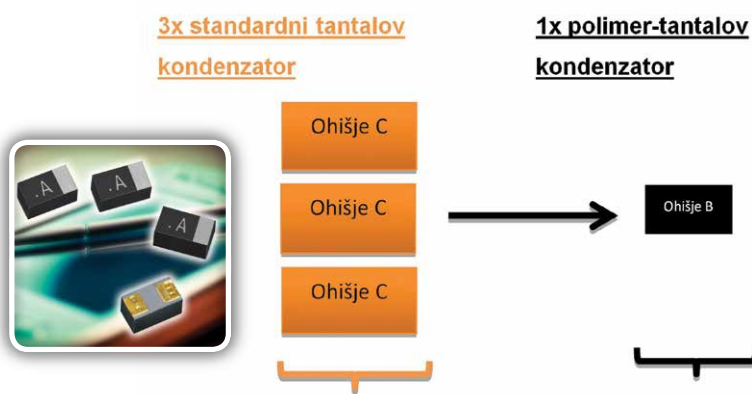 3x standardni tantalov
kondenzator
1x polimer-tantalov
kondenzator
Ohišje C
Ohišje C
Ohišje C
Ohišje B
.A
.A
.A